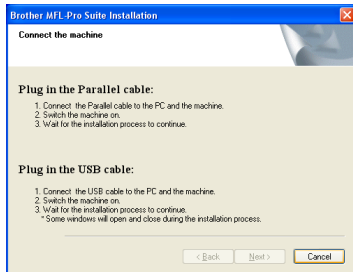 Brother MFL-Pro Suite Installation
Connect the machine
Plug in the Parallel cable:
1. Connect the Parallel cable to the PC and the machine.
2. Switch the machine on.
3. Wait for the installation process to continue.
Plug in the USB cable:
1. Connect the USB cable to the PC and the machine.
2. Switch the machine on.
3. Wait for the installation process to continue.
* Some windows will open and close during the installation process.
< Back Next > Cancel